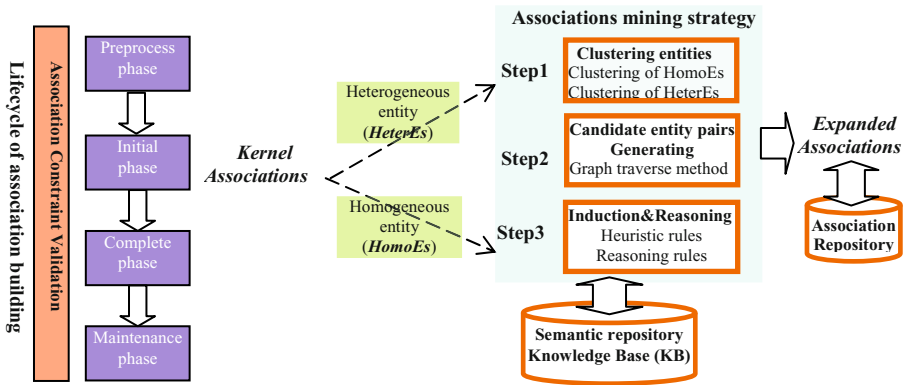 Lifecycle of association building
Association Constraint Validation
Preprocess
phase
Initial
phase
Complete
phase
Maintenance
phase
Kernel
Associations
Heterogeneous
entity
(HeterEs)
Homogeneous
entity
(HomoEs)
Associations mining strategy
Step1
Clustering entities
Clustering of HomoEs
Clustering of HeterEs
Step2
Candidate entity pairs
Generating
Graph traverse method
Step3
Induction&Reasoning
Heuristic rules
Reasoning rules
Semantic repository
Knowledge Base (KB)
Expanded
Associations
Association
Repository